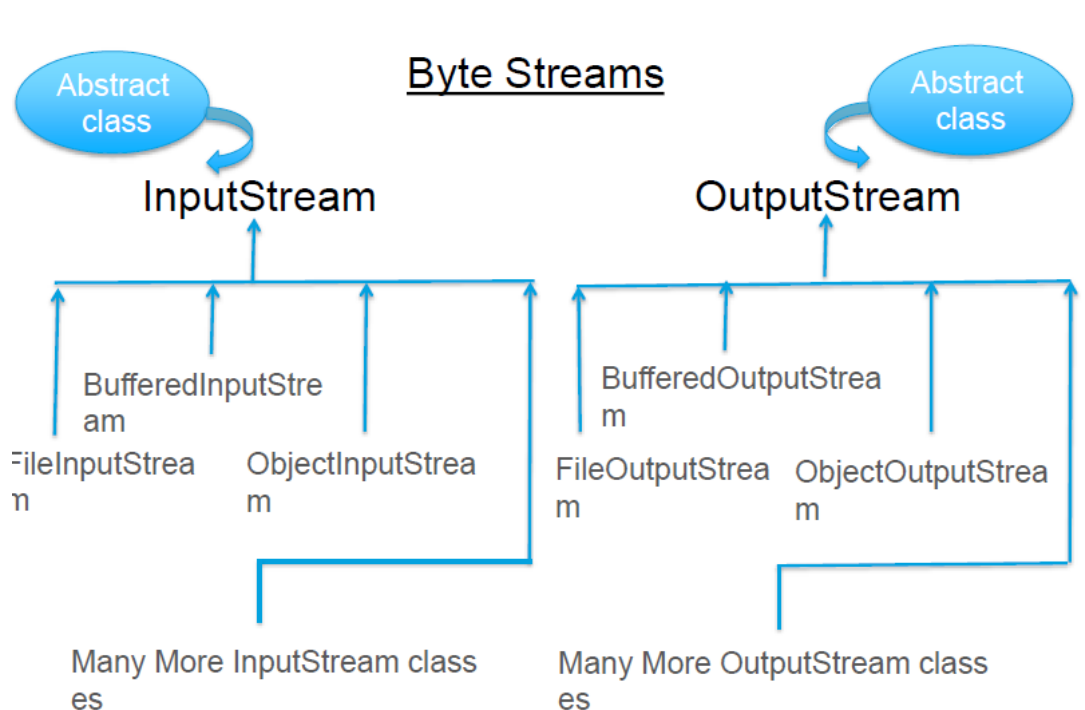 Byte Streams
Abstract
class
Abstract
class
InputStream
OutputStream
BufferedInputStre
am
FileInputStrea
m
ObjectInputStrea
m
BufferedOutputStrea
m
FileOutputStrea
m
ObjectOutputStrea
m
Many More InputStream class
es
Many More OutputStream class
es